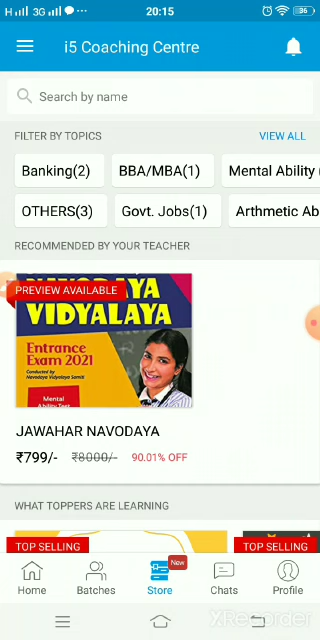 H 3G 20:15 36
i5 Coaching Centre
Search by name
FILTER BY TOPICS VIEW ALL
Banking(2) BBA/MBA(1) Mental Ability (
OTHERS(3) Govt. Jobs(1) Arthmetic Ab
RECOMMENDED BY YOUR TEACHER
PREVIEW AVAILABLE
NAVODAYA
VIDYALAYA
Entrance
Exam 2021
Conducted by
Navodaya Vidyalaya Samiti
Mental
Ability Test
JAWAHAR NAVODAYA
₹799/- ₹8000/- 90.01% OFF
WHAT TOPPERS ARE LEARNING
TOP SELLING TOP SELLING
New
Home Batches Store Chats Profile
XRecorder